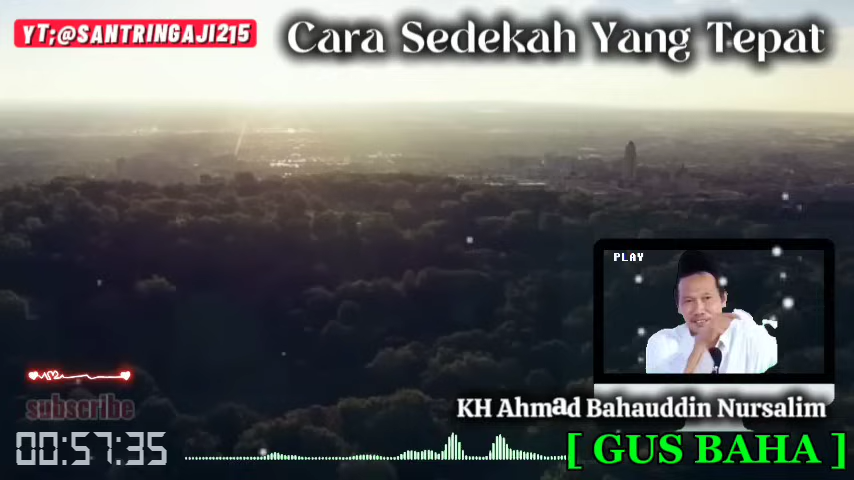 YT;@SANTRINGAJI215
Cara Sedekah Yang Tepat
PLAY
subscribe
KH Ahmad Bahauddin Nursalim
00:57:35
[ GUS BAHA ]